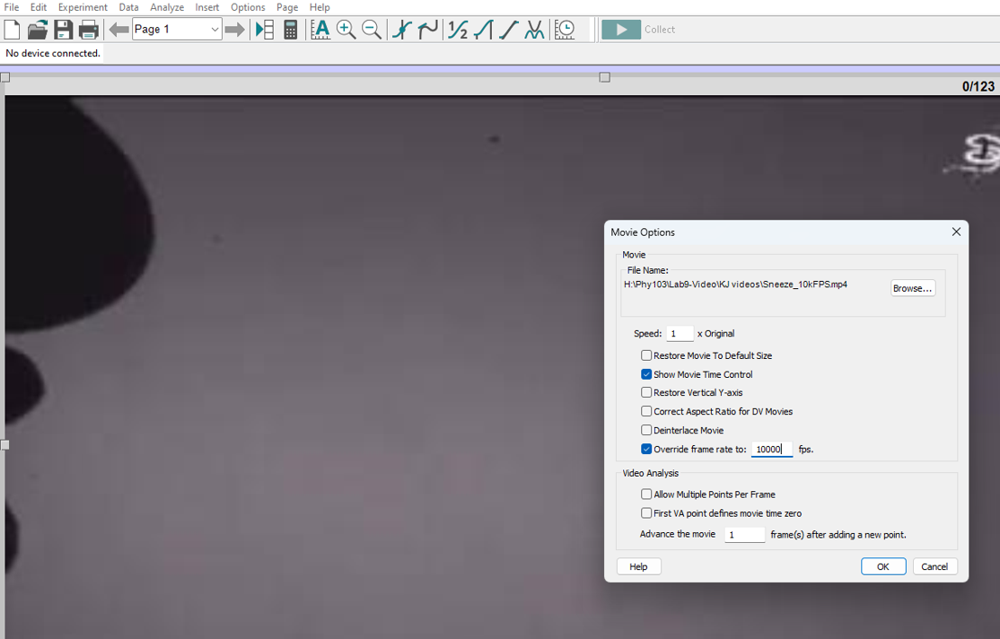 File Edit Experiment Data Analyze Insert Options Page Help
Page 1 A 1/2 Collect
No device connected.
0/123
Movie Options
Movie
File Name:
H:\Phy103\Lab9-Video\KJ videos\Sneeze_10kFPS.mp4
Browse...
Speed: 1 x Original
Restore Movie To Default Size
Show Movie Time Control
Restore Vertical Y-axis
Correct Aspect Ratio for DV Movies
Deinterlace Movie
Override frame rate to: 10000 fps.
Video Analysis
Allow Multiple Points Per Frame
First VA point defines movie time zero
Advance the movie 1 frame(s) after adding a new point.
Help OK Cancel